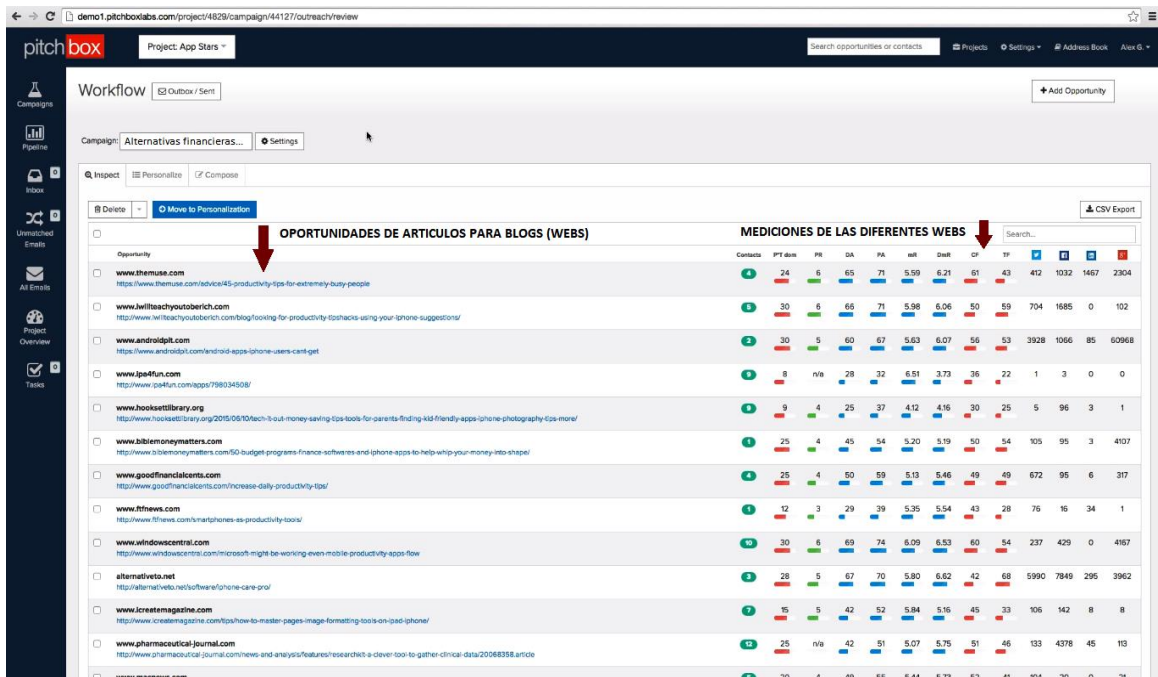 demo1.pitchboxlabs.com/project/4829/campaign/44127/outreach/review
pitchbox
Project: App Stars
Search opportunities or contacts
Projects
Settings
Address Book
Alex G.
Campaigns
Pipeline
0
Inbox
0
Unmatched
Emails
All Emails
Project
Overview
0
Tasks
Workflow
Outbox / Sent
+ Add Opportunity
Campaign: Alternativas financieras... Settings
Inspect Personalize Compose
Delete Move to Personalization CSV Export
OPORTUNIDADES DE ARTICULOS PARA BLOGS (WEBS) MEDICIONES DE LAS DIFERENTES WEBS Search...
Opportunity Contacts P'T dom PR DA PA mR DmR CF TF
www.themuse.com 4 24 6 65 71 5.59 6.21 61 43 412 1032 1467 2304
https://www.themuse.com/advice/45-productivity-tips-for-extremely-busy-people
www.iwillteachyoutoberich.com 5 30 6 66 71 5.98 6.06 50 59 704 1685 0 102
http://www.iwillteachyoutoberich.com/blog/looking-for-productivity-tipshacks-using-your-iphone-suggestions/
www.androidpit.com 2 30 5 60 67 5.63 6.07 56 53 3928 1066 85 60968
https://www.androidpit.com/android-apps-iphone-users-cant-get
www.ipa4fun.com 9 8 n/a 28 32 6.51 3.73 36 22 1 3 0 0
http://www.ipa4fun.com/apps/798034508/
www.hooksettlibrary.org 9 9 4 25 37 4.12 4.16 30 25 5 96 3 1
http://www.hooksettlibrary.org/2015/06/10/tech-it-out-money-saving-tips-tools-for-parents-finding-kid-friendly-apps-iphone-photography-tips-more/
www.biblemoneymatters.com 1 25 4 45 54 5.20 5.19 50 54 105 95 3 4107
http://www.biblemoneymatters.com/50-budget-programs-finance-softwares-and-iphone-apps-to-help-whip-your-money-into-shape/
www.goodfinancialcents.com 4 25 4 50 59 5.13 5.46 49 49 672 95 6 317
http://www.goodfinancialcents.com/increase-daily-productivity-tips/
www.ftfnews.com 1 12 3 29 39 5.35 5.54 43 28 76 16 34 1
http://www.ftfnews.com/smartphones-as-productivity-tools/
www.windowscentral.com 10 30 6 69 74 6.09 6.53 60 54 237 429 0 4167
http://www.windowscentral.com/microsoft-might-be-working-even-mobile-productivity-apps-flow
alternativeto.net 3 28 5 67 70 5.80 6.62 42 68 5990 7849 295 3962
http://alternativeto.net/software/iphone-care-pro/
www.icreatemagazine.com 7 15 5 42 52 5.84 5.16 45 33 106 142 8 8
http://www.icreatemagazine.com/tips/how-to-master-pages-image-formatting-tools-on-ipad-iphone/
www.pharmaceutical-journal.com 12 25 n/a 42 51 5.07 5.75 51 46 133 4378 45 113
http://www.pharmaceutical-journal.com/news-and-analysis/features/researchkit-a-clever-tool-to-gather-clinical-data/20068358.article